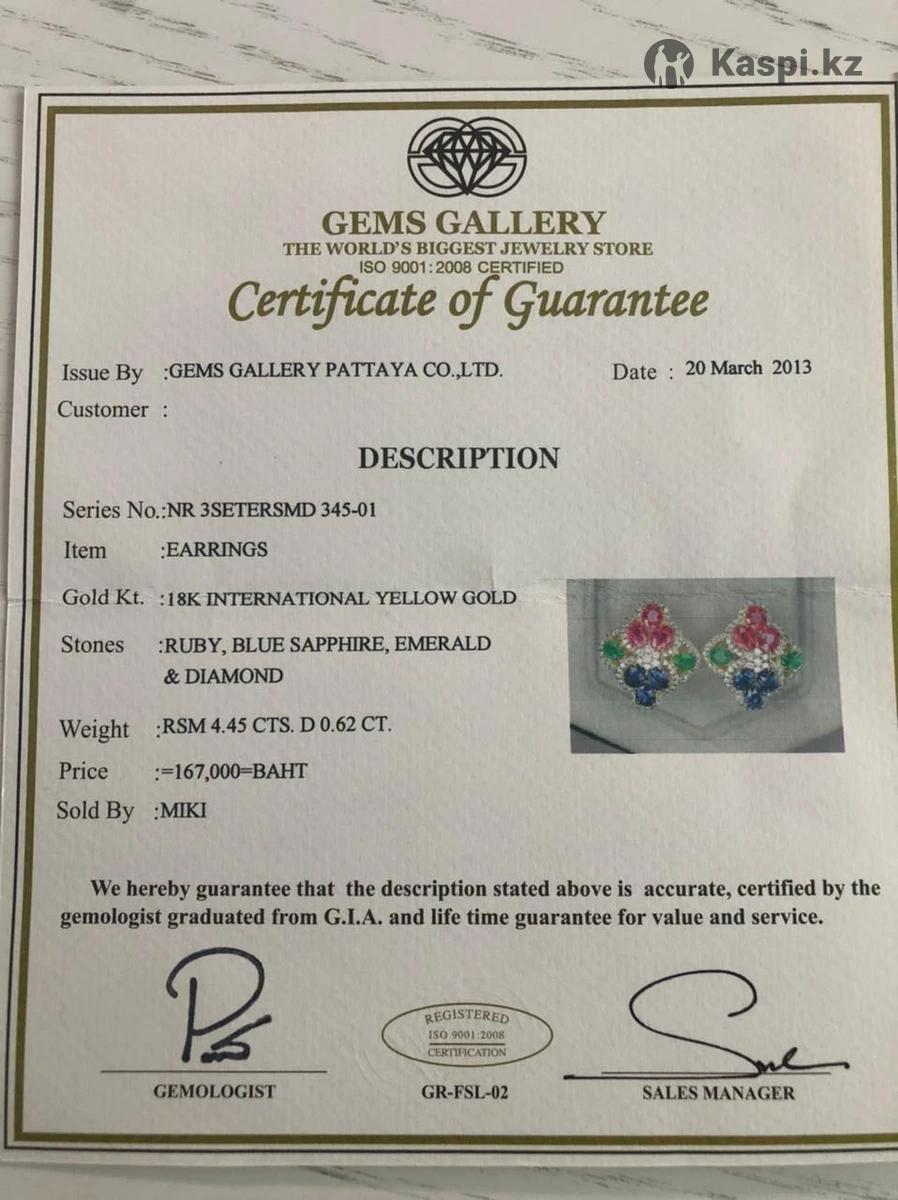 Kaspi.kz
GEMS GALLERY
THE WORLD'S BIGGEST JEWELRY STORE
ISO 9001:2008 CERTIFIED
Certificate of Guarantee
Issue By :GEMS GALLERY PATTAYA CO.,LTD. Date : 20 March 2013
Customer :
DESCRIPTION
Series No.:NR 3SETERSMD 345-01
Item :EARRINGS
Gold Kt. :18K INTERNATIONAL YELLOW GOLD
Stones :RUBY, BLUE SAPPHIRE, EMERALD
& DIAMOND
Weight :RSM 4.45 CTS. D 0.62 CT.
Price :=167,000=BAHT
Sold By :MIKI
We hereby guarantee that the description stated above is accurate, certified by the
gemologist graduated from G.I.A. and life time guarantee for value and service.
REGISTERED
ISO 9001:2008
CERTIFICATION
GEMOLOGIST GR-FSL-02 SALES MANAGER